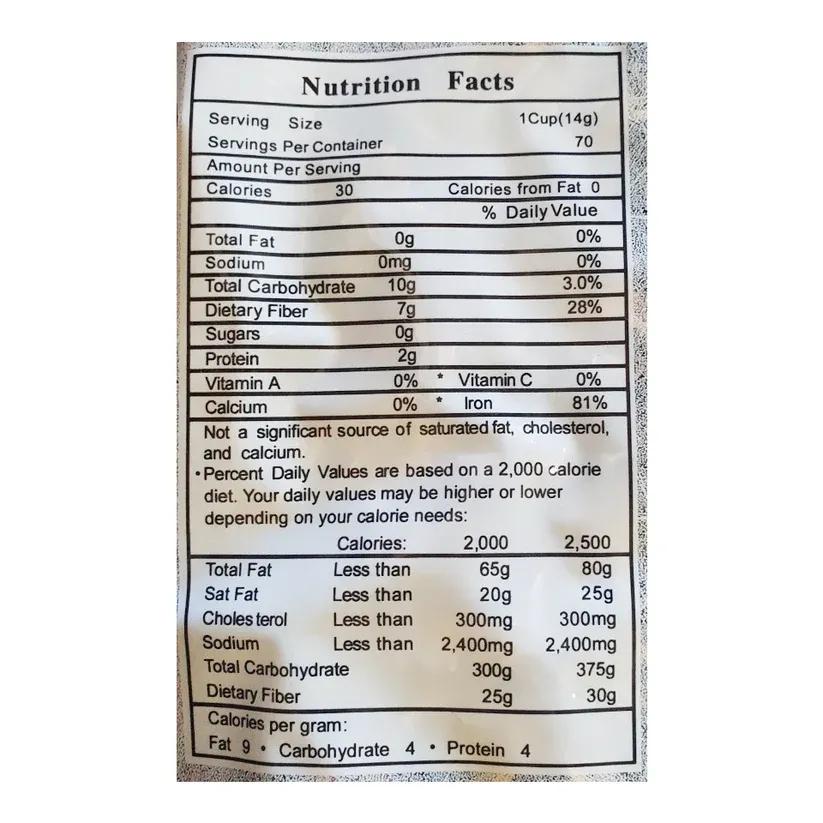 Nutrition Facts
Serving Size 1Cup(14g)
Servings Per Container 70
Amount Per Serving
Calories 30 Calories from Fat 0
% Daily Value
Total Fat 0g 0%
Sodium 0mg 0%
Total Carbohydrate 10g 3.0%
Dietary Fiber 7g 28%
Sugars 0g
Protein 2g
Vitamin A 0% * Vitamin C 0%
Calcium 0% * Iron 81%
Not a significant source of saturated fat, cholesterol,
and calcium.
•Percent Daily Values are based on a 2,000 calorie
diet. Your daily values may be higher or lower
depending on your calorie needs:
Calories: 2,000 2,500
Total Fat Less than 65g 80g
Sat Fat Less than 20g 25g
Cholesterol Less than 300mg 300mg
Sodium Less than 2,400mg 2,400mg
Total Carbohydrate 300g 375g
Dietary Fiber 25g 30g
Calories per gram:
Fat 9 • Carbohydrate 4 • Protein 4